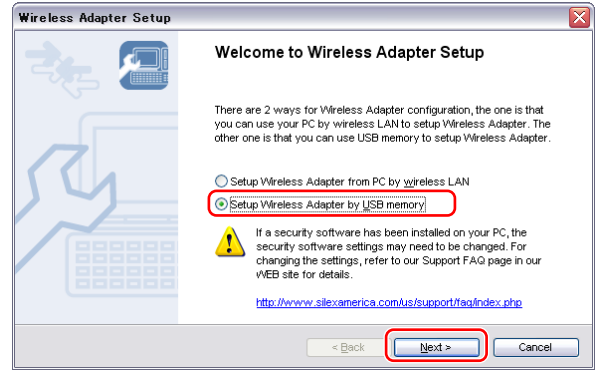 Wireless Adapter Setup
Welcome to Wireless Adapter Setup
There are 2 ways for Wireless Adapter configuration, the one is that
you can use your PC by wireless LAN to setup Wireless Adapter. The
other one is that you can use USB memory to setup Wireless Adapter.
Setup Wireless Adapter from PC by wireless LAN
Setup Wireless Adapter by USB memory
If a security software has been installed on your PC, the
security software settings may need to be changed. For
changing the settings, refer to our Support FAQ page in our
WEB site for details.
http://www.silexamerica.com/us/support/faq/index.php
< Back
Next >
Cancel